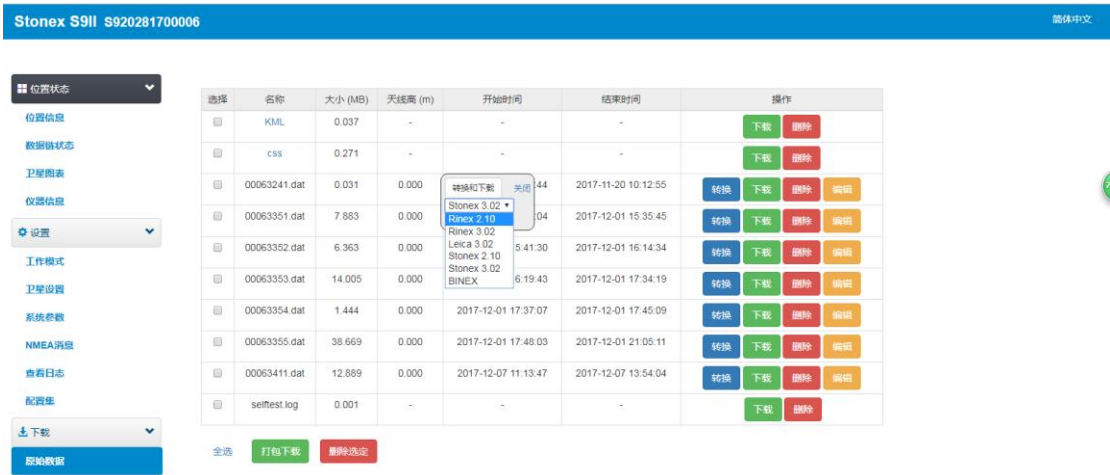 Stonex S9II S920281700006 简体中文
位置状态
位置信息
数据链状态
卫星图表
仪器信息
设置
工作模式
卫星设置
系统参数
NMEA消息
查看日志
配置集
下载
原始数据
选择 名称 大小 (MB) 天线高 (m) 开始时间 结束时间 操作
KML 0.037 - - - 下载 删除
css 0.271 - - - 下载 删除
00063241.dat 0.031 0.000 :44 2017-11-20 10:12:55 转换 下载 删除 编辑
00063351.dat 7.883 0.000 :04 2017-12-01 15:35:45 转换 下载 删除 编辑
00063352.dat 6.363 0.000 5:41:30 2017-12-01 16:14:34 转换 下载 删除 编辑
00063353.dat 14.005 0.000 6:19:43 2017-12-01 17:34:19 转换 下载 删除 编辑
00063354.dat 1.444 0.000 2017-12-01 17:37:07 2017-12-01 17:45:09 转换 下载 删除 编辑
00063355.dat 38.669 0.000 2017-12-01 17:48:03 2017-12-01 21:05:11 转换 下载 删除 编辑
00063411.dat 12.889 0.000 2017-12-07 11:13:47 2017-12-07 13:54:04 转换 下载 删除 编辑
selftest.log 0.001 - - - 下载 删除
转换和下载 关闭
Stonex 3.02
Rinex 2.10
Rinex 3.02
Leica 3.02
Stonex 2.10
Stonex 3.02
BINEX
全选 打包下载 删除选定